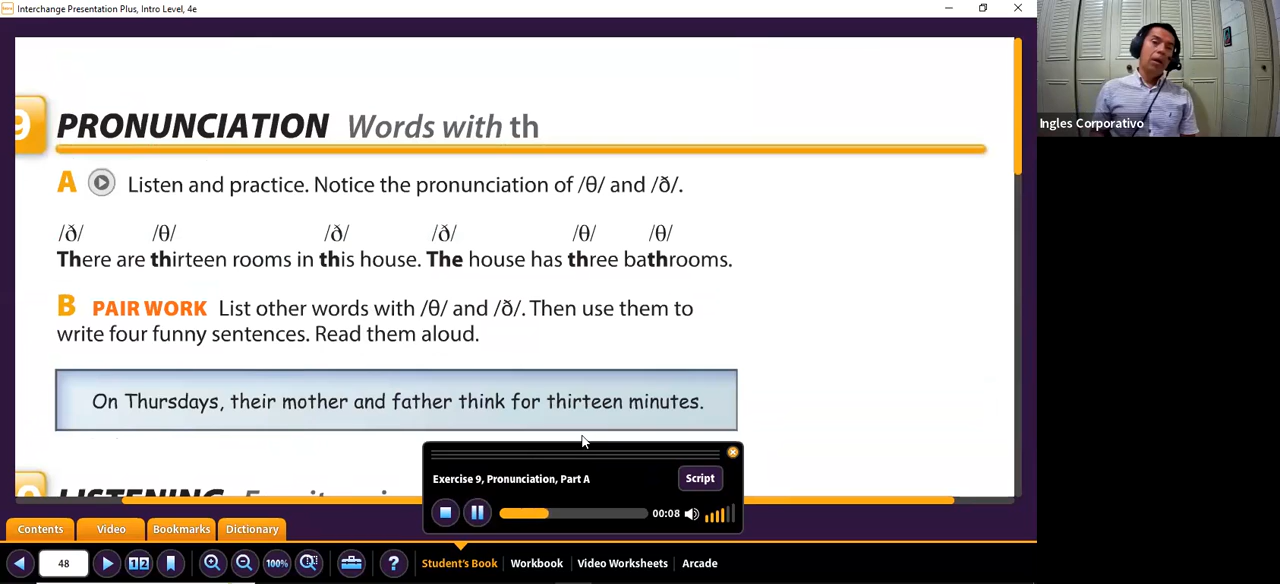 Interchange Presentation Plus, Intro Level, 4e
9 PRONUNCIATION Words with th
A Listen and practice. Notice the pronunciation of /θ/ and /ð/.
/ð/ /θ/ /ð/ /ð/ /θ/ /θ/
There are thirteen rooms in this house. The house has three bathrooms.
B PAIR WORK List other words with /θ/ and /ð/. Then use them to
write four funny sentences. Read them aloud.
On Thursdays, their mother and father think for thirteen minutes.
LISTENING
Exercise 9, Pronunciation, Part A
Script
00:08
Contents Video Bookmarks Dictionary
48 1 2 100% ? Student's Book Workbook Video Worksheets Arcade
Ingles Corporativo